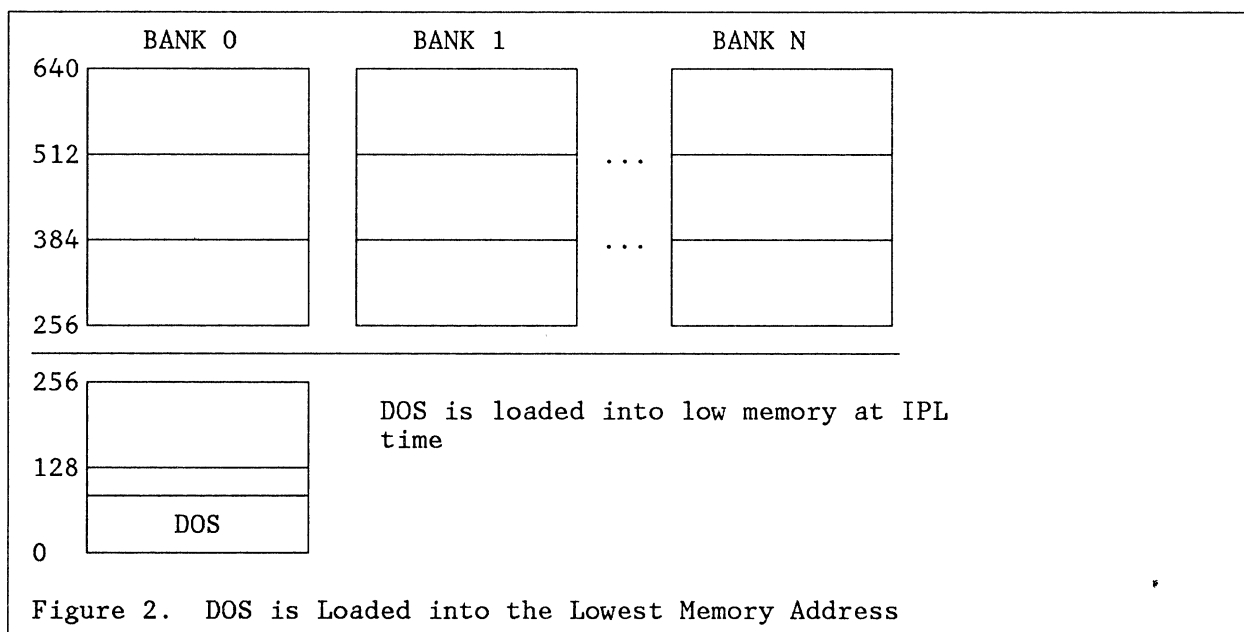 BANK 0 BANK 1 BANK N
640
512
... 
384
...
256
256
DOS is loaded into low memory at IPL
time
128
DOS
0
Figure 2. DOS is Loaded into the Lowest Memory Address